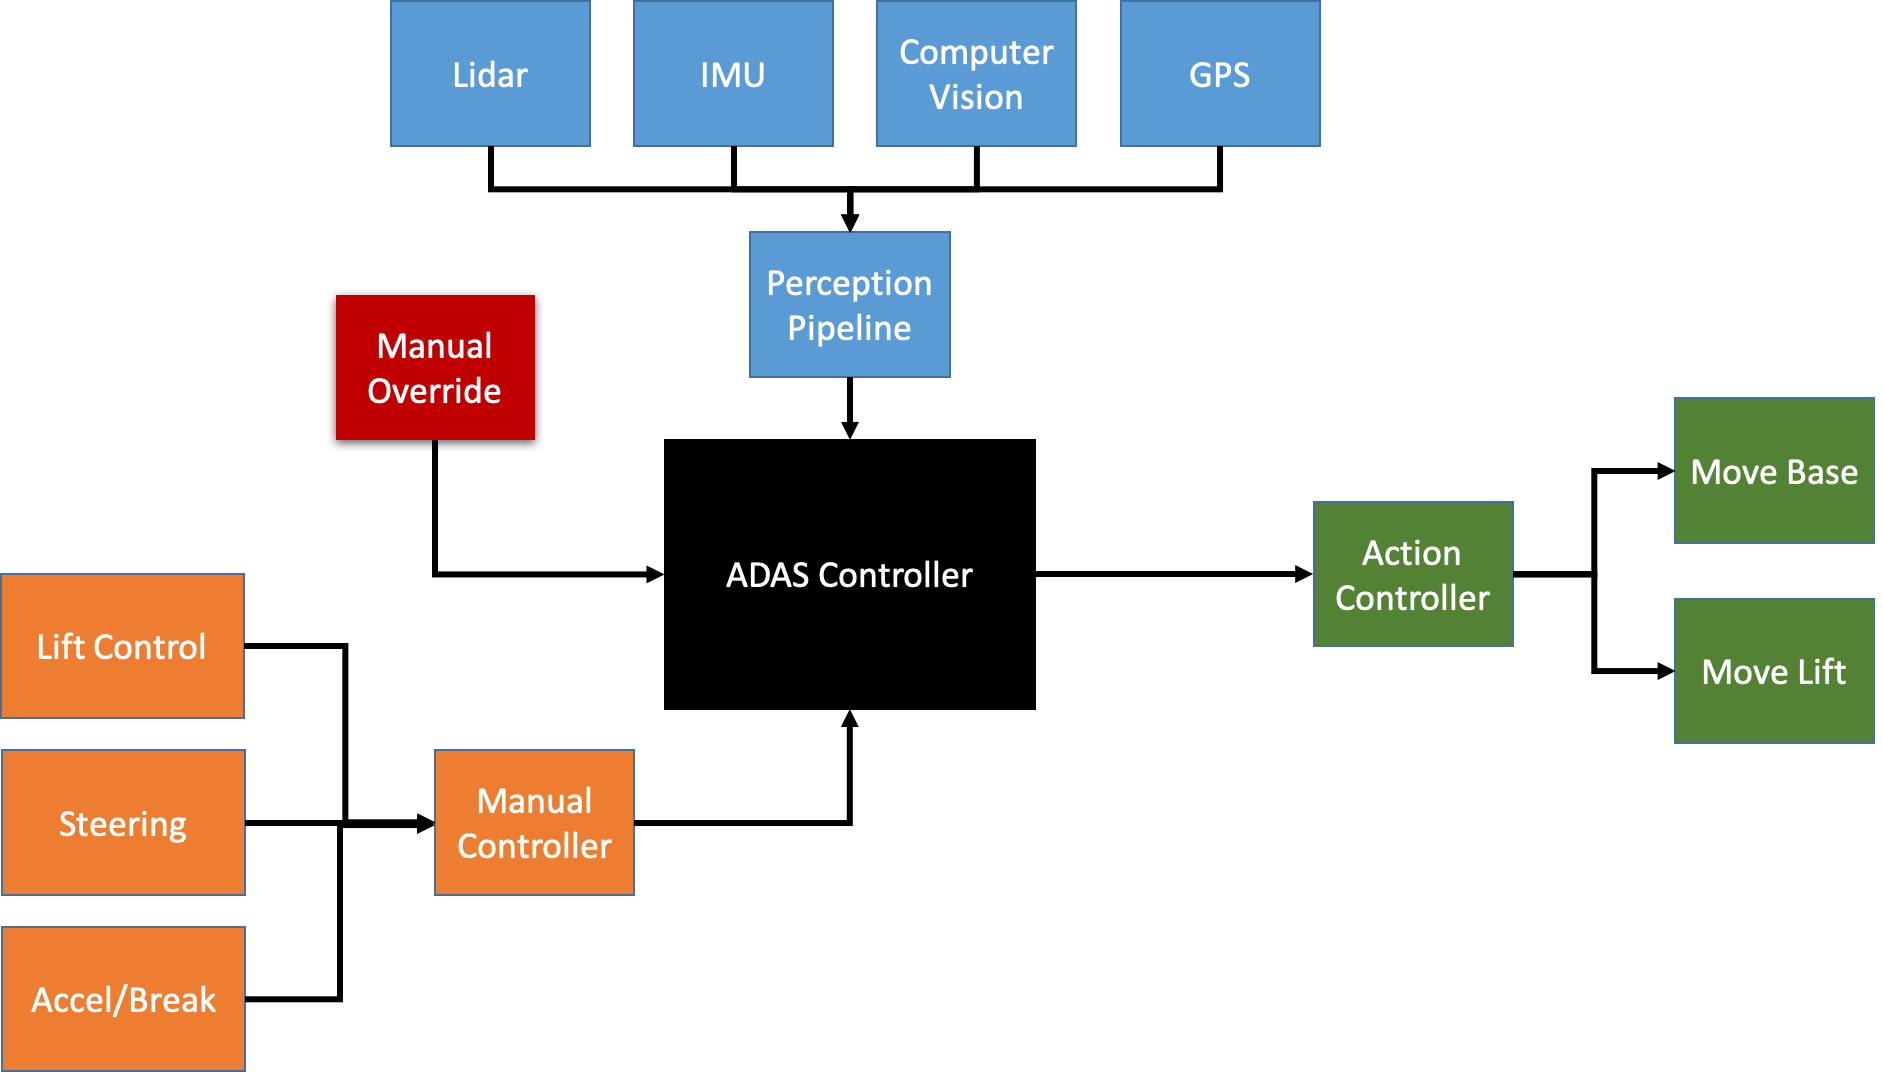 Lidar
IMU
Computer
Vision
GPS
Perception
Pipeline
Manual
Override
ADAS Controller
Action
Controller
Move Base
Move Lift
Lift Control
Steering
Accel/Break
Manual
Controller